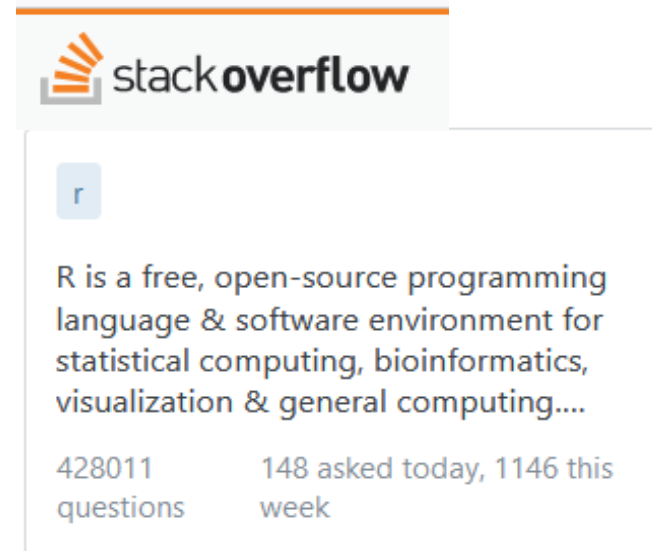 stackoverflow
r
R is a free, open-source programming
language & software environment for
statistical computing, bioinformatics,
visualization & general computing....
428011 questions
148 asked today, 1146 this week